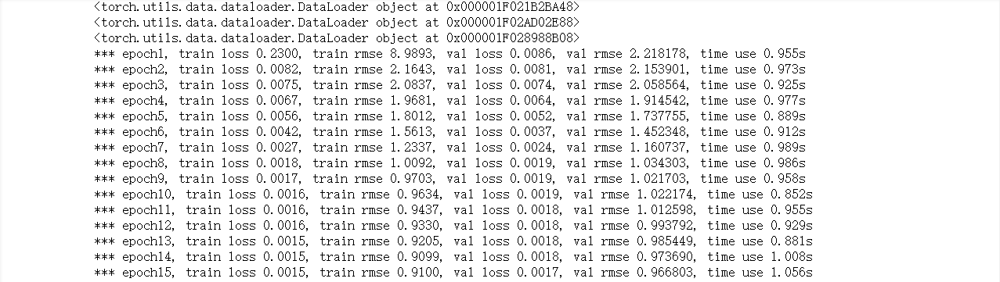 <torch.utils.data.dataloader.DataLoader object at 0x000001F021B2BA48>
<torch.utils.data.dataloader.DataLoader object at 0x000001F02AD02E88>
<torch.utils.data.dataloader.DataLoader object at 0x000001F028988B08>
*** epoch1, train loss 0.2300, train rmse 8.9893, val loss 0.0086, val rmse 2.218178, time use 0.955s
*** epoch2, train loss 0.0082, train rmse 2.1643, val loss 0.0081, val rmse 2.153901, time use 0.973s
*** epoch3, train loss 0.0075, train rmse 2.0837, val loss 0.0074, val rmse 2.058564, time use 0.925s
*** epoch4, train loss 0.0067, train rmse 1.9681, val loss 0.0064, val rmse 1.914542, time use 0.977s
*** epoch5, train loss 0.0056, train rmse 1.8012, val loss 0.0052, val rmse 1.737755, time use 0.889s
*** epoch6, train loss 0.0042, train rmse 1.5613, val loss 0.0037, val rmse 1.452348, time use 0.912s
*** epoch7, train loss 0.0027, train rmse 1.2337, val loss 0.0024, val rmse 1.160737, time use 0.989s
*** epoch8, train loss 0.0018, train rmse 1.0092, val loss 0.0019, val rmse 1.034303, time use 0.986s
*** epoch9, train loss 0.0017, train rmse 0.9703, val loss 0.0019, val rmse 1.021703, time use 0.958s
*** epoch10, train loss 0.0016, train rmse 0.9634, val loss 0.0019, val rmse 1.022174, time use 0.852s
*** epoch11, train loss 0.0016, train rmse 0.9437, val loss 0.0018, val rmse 1.012598, time use 0.955s
*** epoch12, train loss 0.0016, train rmse 0.9330, val loss 0.0018, val rmse 0.993792, time use 0.929s
*** epoch13, train loss 0.0015, train rmse 0.9205, val loss 0.0018, val rmse 0.985449, time use 0.881s
*** epoch14, train loss 0.0015, train rmse 0.9099, val loss 0.0018, val rmse 0.973690, time use 1.008s
*** epoch15, train loss 0.0015, train rmse 0.9100, val loss 0.0017, val rmse 0.966803, time use 1.056s